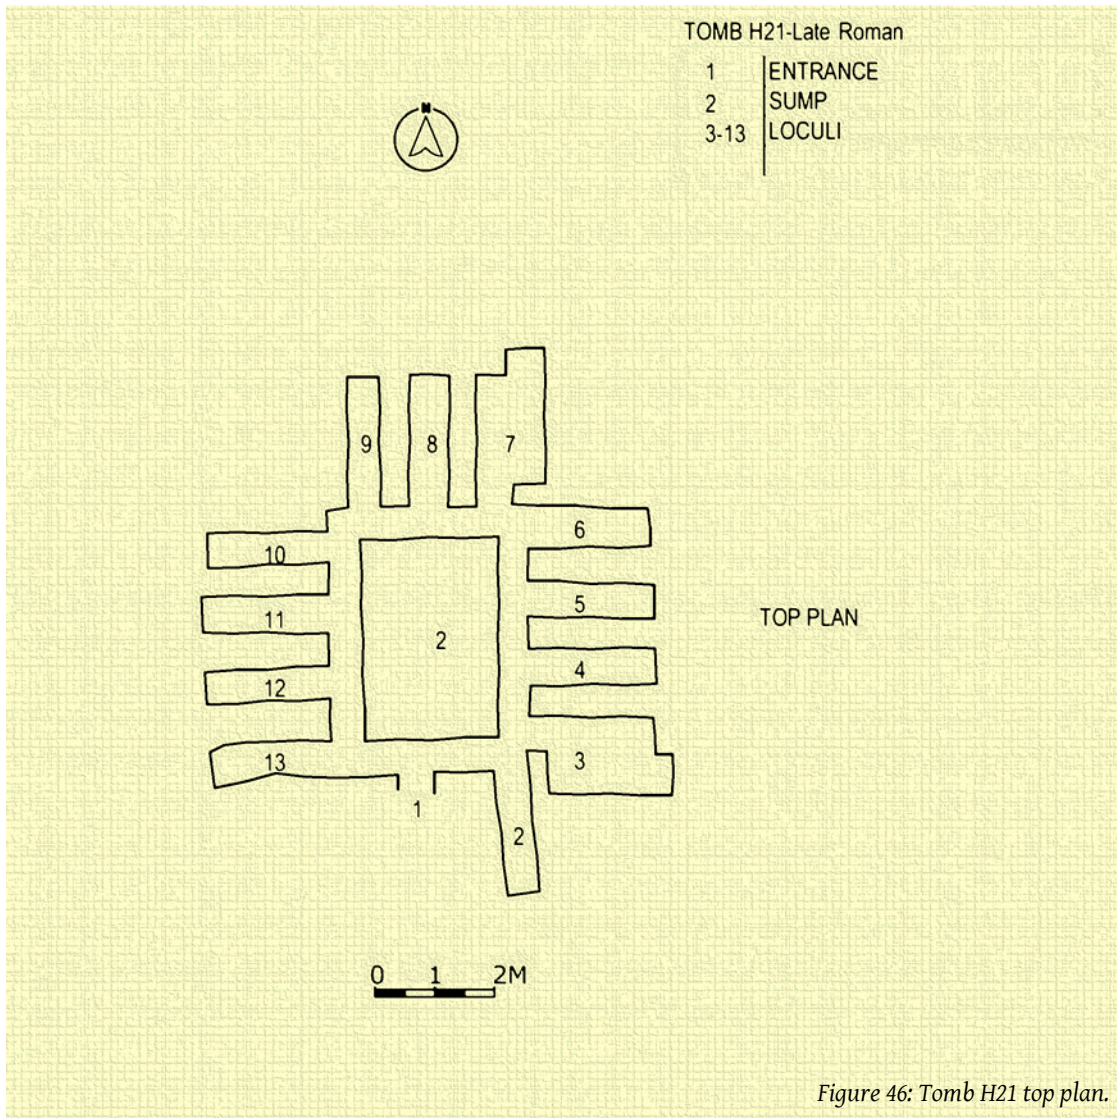 TOMB H21-Late Roman
1 ENTRANCE
2 SUMP
3-13 LOCULI
N
9 8 7
6
10
5
11
2
4
12
3
13
1
2
TOP PLAN
0 1 2M
Figure 46: Tomb H21 top plan.